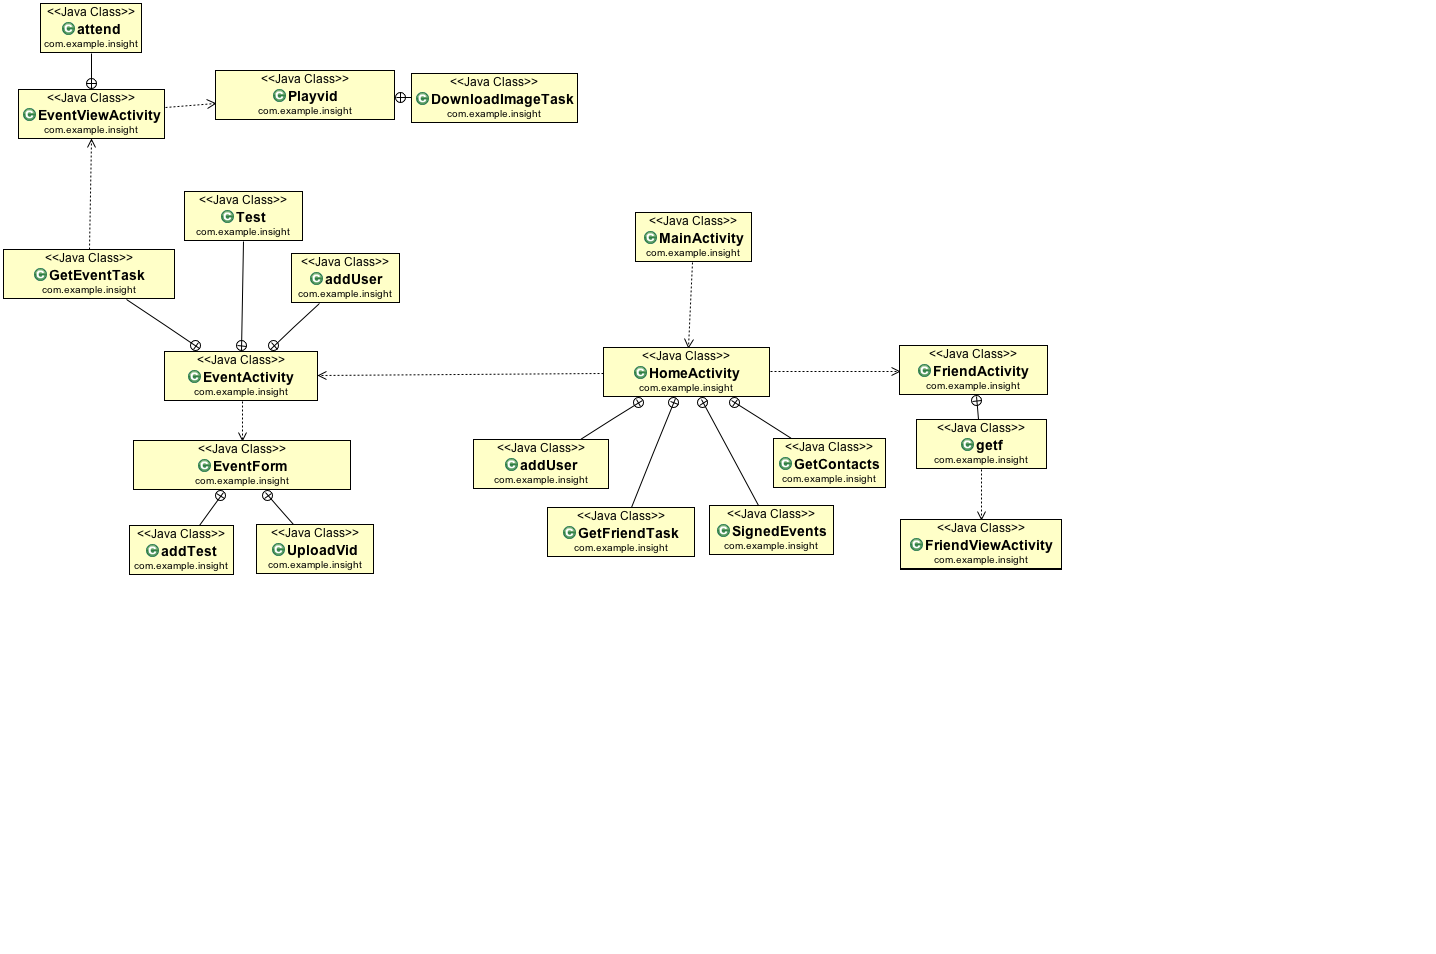 <<Java Class>>
attend
com.example.insight
<<Java Class>>
Playvid
com.example.insight
<<Java Class>>
DownloadImageTask
com.example.insight
<<Java Class>>
EventViewActivity
com.example.insight
<<Java Class>>
Test
com.example.insight
<<Java Class>>
MainActivity
com.example.insight
<<Java Class>>
GetEventTask
com.example.insight
<<Java Class>>
addUser
com.example.insight
<<Java Class>>
EventActivity
com.example.insight
<<Java Class>>
HomeActivity
com.example.insight
<<Java Class>>
FriendActivity
com.example.insight
<<Java Class>>
EventForm
com.example.insight
<<Java Class>>
addUser
com.example.insight
<<Java Class>>
GetContacts
com.example.insight
<<Java Class>>
getf
com.example.insight
<<Java Class>>
addTest
com.example.insight
<<Java Class>>
UploadVid
com.example.insight
<<Java Class>>
GetFriendTask
com.example.insight
<<Java Class>>
SignedEvents
com.example.insight
<<Java Class>>
FriendViewActivity
com.example.insight